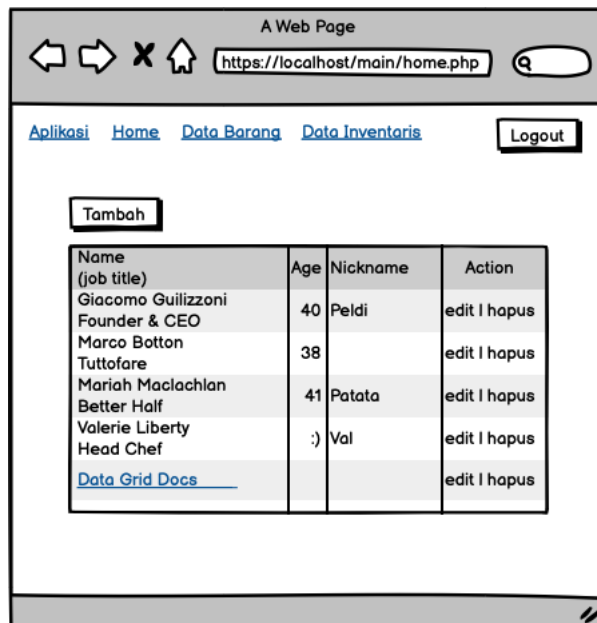 A Web Page
https://localhost/main/home.php
Aplikasi Home Data Barang Data Inventaris Logout
Tambah
Name
(job title) Age Nickname Action
Giacomo Guilizzoni
Founder & CEO 40 Peldi edit | hapus
Marco Botton
Tuttofare 38 edit | hapus
Mariah Maclachlan
Better Half 41 Patata edit | hapus
Valerie Liberty
Head Chef :) Val edit | hapus
Data Grid Docs edit | hapus